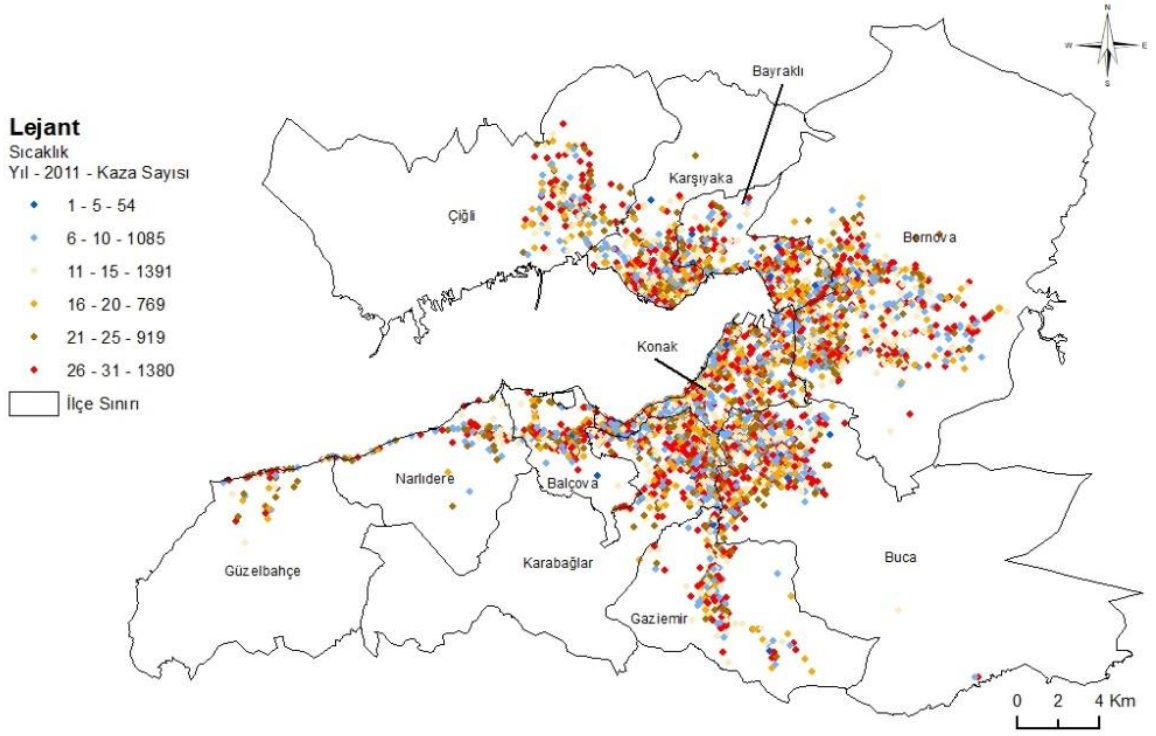 N
W
E
S
Bayraklı
Lejant
Sıcaklık
Yıl - 2011 - Kaza Sayısı
1 - 5 - 54
6 - 10 - 1085
11 - 15 - 1391
16 - 20 - 769
21 - 25 - 919
26 - 31 - 1380
İlçe Sınırı
Karşıyaka
Çiğli
Bornova
Konak
Narlıdere
Balçova
Güzelbahçe
Karabağlar
Buca
Gaziemir
0 2 4 Km